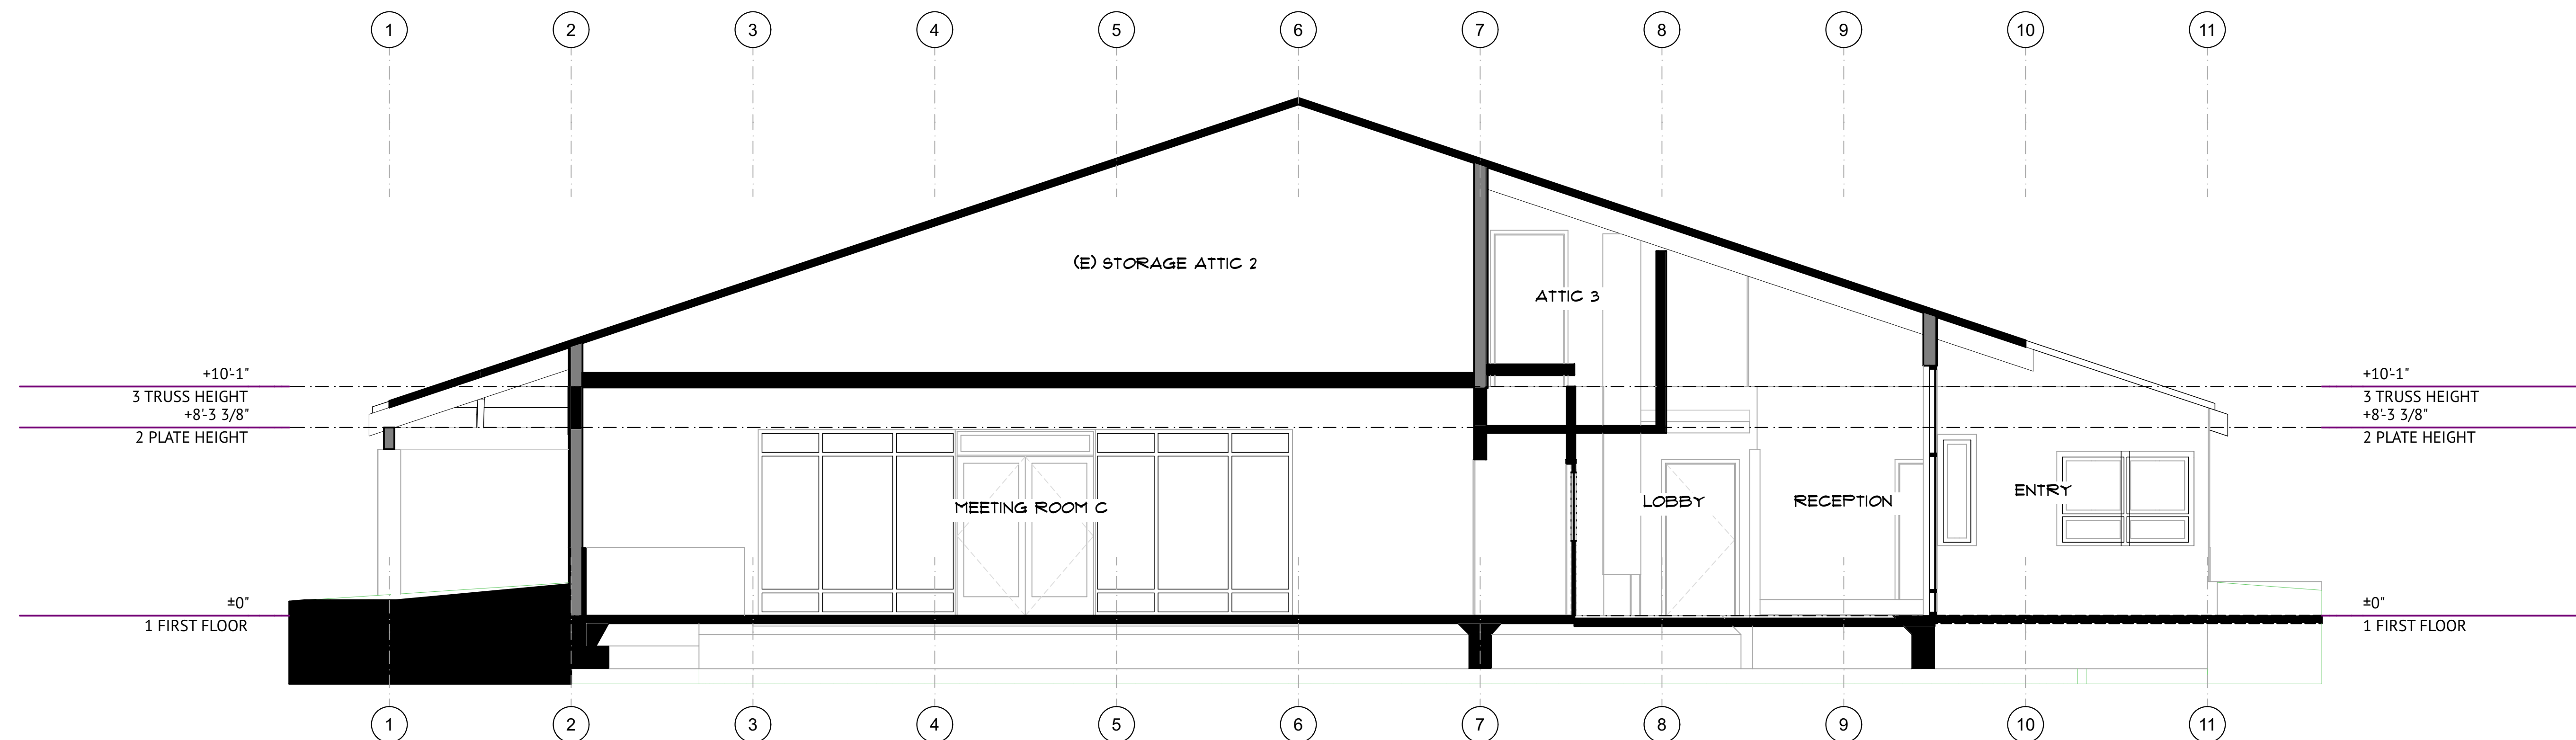 1 2 3 4 5 6 7 8 9 10 11
(E) STORAGE ATTIC 2
ATTIC 3
+10'-1"
3 TRUSS HEIGHT
+8'-3 3/8"
2 PLATE HEIGHT
+10'-1"
3 TRUSS HEIGHT
+8'-3 3/8"
2 PLATE HEIGHT
MEETING ROOM C
LOBBY
RECEPTION
ENTRY
±0"
1 FIRST FLOOR
±0"
1 FIRST FLOOR
1 2 3 4 5 6 7 8 9 10 11